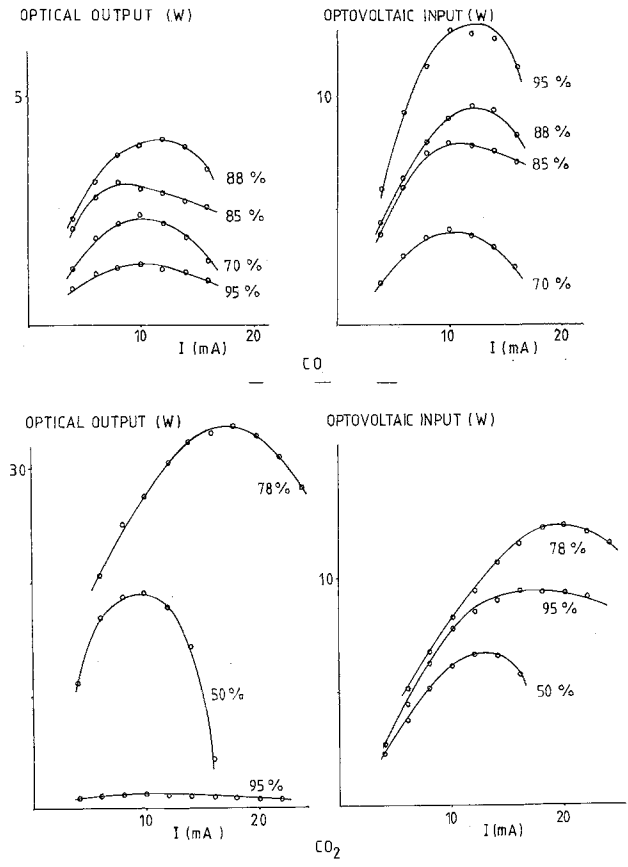 OPTICAL OUTPUT (W)
OPTOVOLTAIC INPUT (W)
5
88 %
85 %
70 %
95 %
10
20
I (mA)
10
95 %
88 %
85 %
70 %
10
20
I (mA)
CO
OPTICAL OUTPUT (W)
OPTOVOLTAIC INPUT (W)
30
78%
50%
95%
10
20
I (mA)
10
78 %
95 %
50 %
10
20
I (mA)
CO2